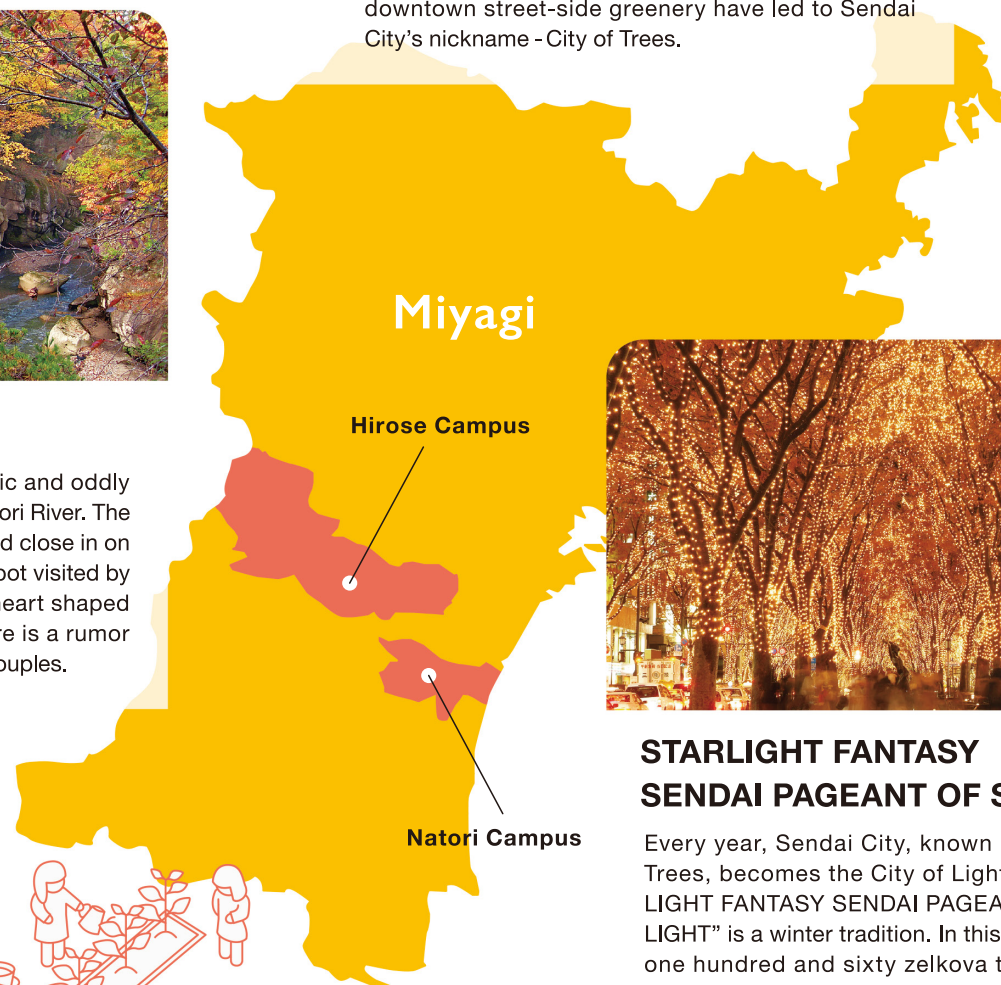 downtown street-side greenery have led to Sendai
City's nickname - City of Trees.
Miyagi
Hirose Campus
ic and oddly
ori River. The
d close in on
pot visited by
eart shaped
re is a rumor
ouples.
Natori Campus
STARLIGHT FANTASY
SENDAI PAGEANT OF S
Every year, Sendai City, known
Trees, becomes the City of Light
LIGHT FANTASY SENDAI PAGEA
LIGHT” is a winter tradition. In this
one hundred and sixty zelkova t